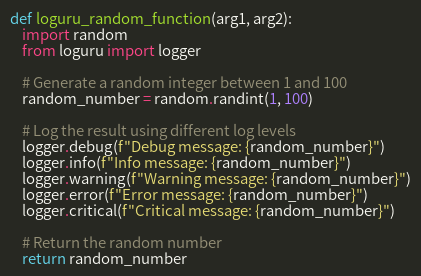 def loguru_random_function(arg1, arg2):
    import random
    from loguru import logger

    # Generate a random integer between 1 and 100
    random_number = random.randint(1, 100)

    # Log the result using different log levels
    logger.debug(f"Debug message: {random_number}")
    logger.info(f"Info message: {random_number}")
    logger.warning(f"Warning message: {random_number}")
    logger.error(f"Error message: {random_number}")
    logger.critical(f"Critical message: {random_number}")

    # Return the random number
    return random_number